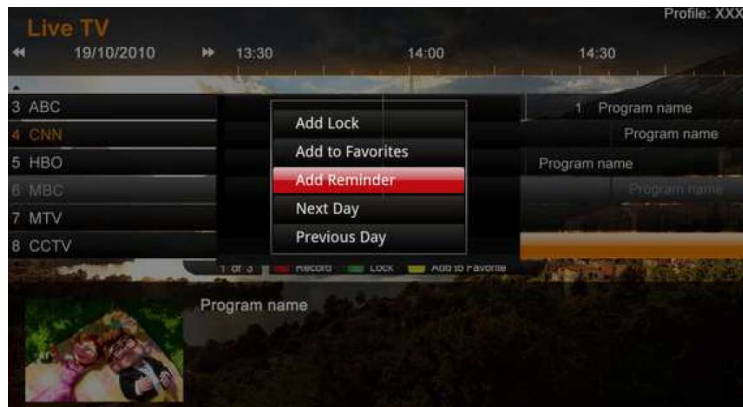 Profile: XXX
Live TV
19/10/2010 13:30 14:00 14:30
3 ABC 1 Program name
4 CNN Program name
5 HBO Program name
6 MBC Program name
7 MTV
8 CCTV
Add Lock
Add to Favorites
Add Reminder
Next Day
Previous Day
1 of 3 Record Lock Add to Favorite
Program name